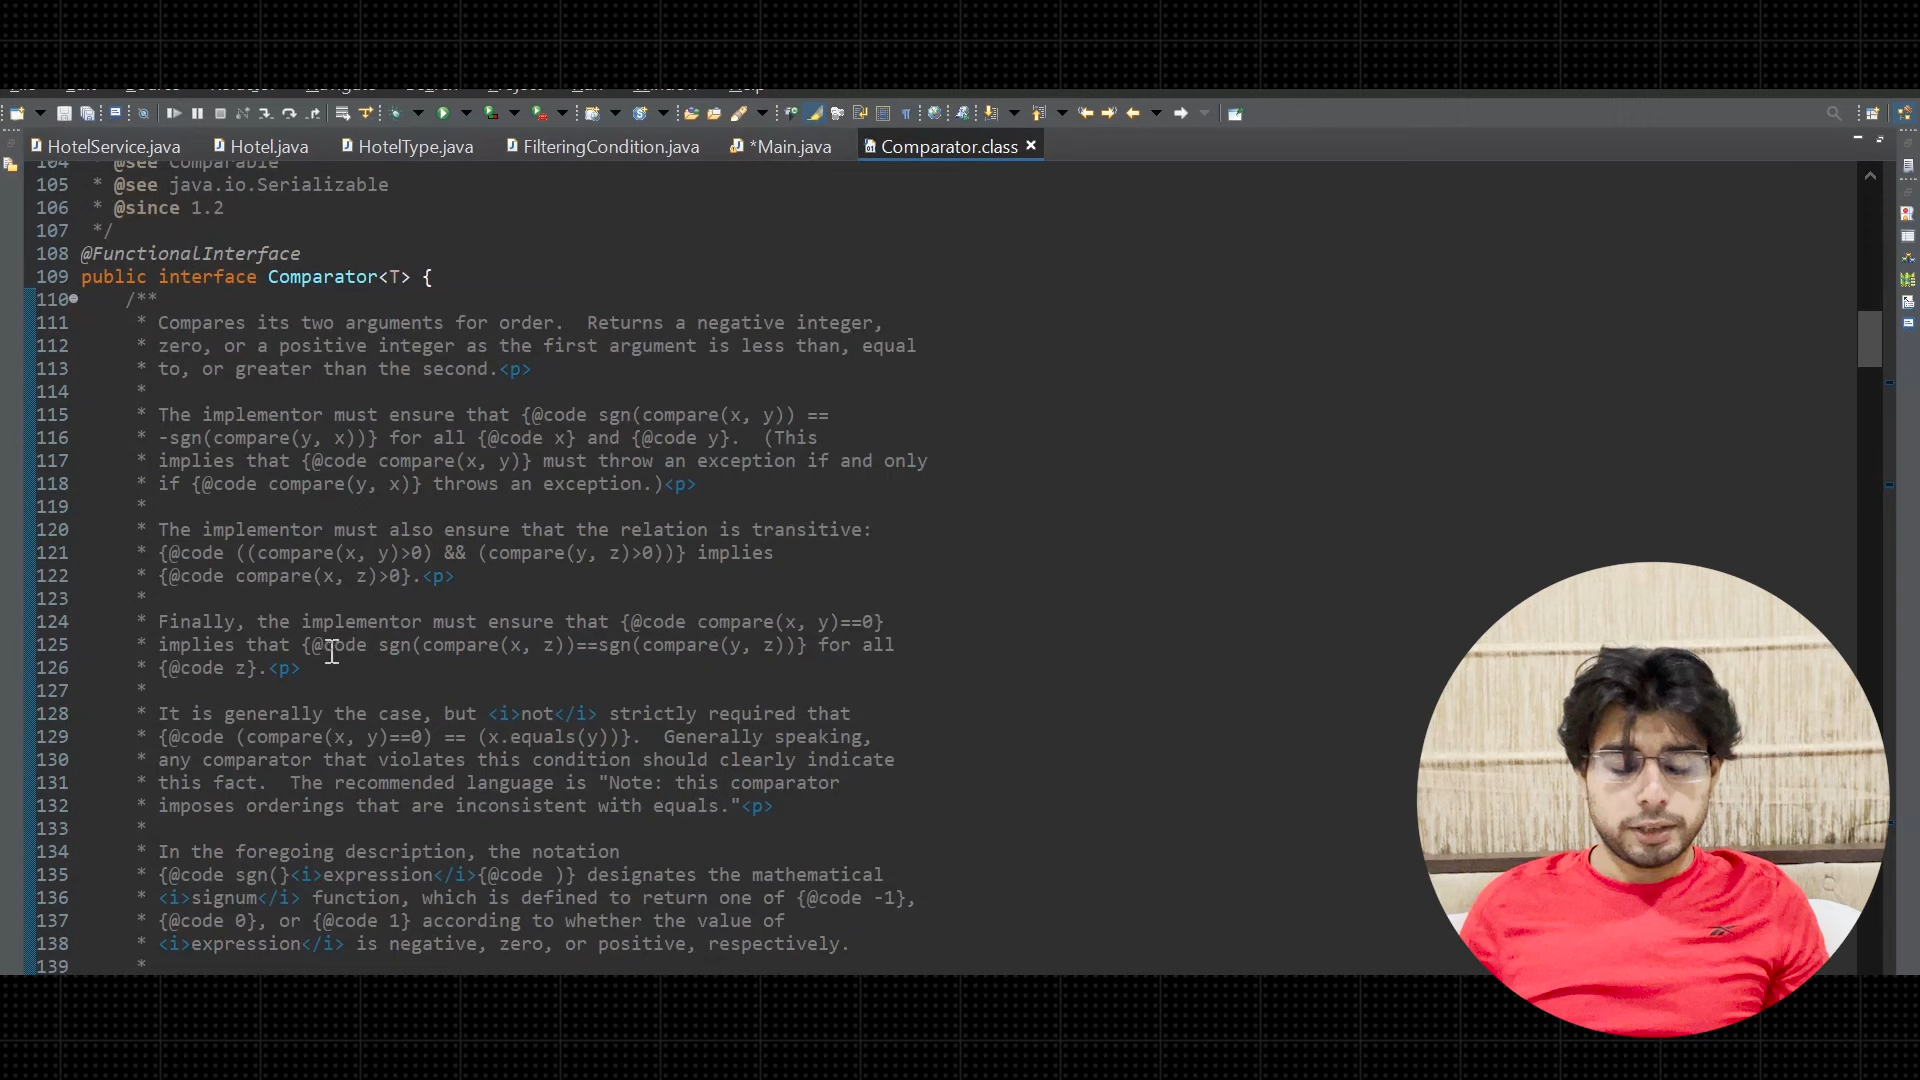 HotelService.java
Hotel.java
HotelType.java
FilteringCondition.java
*Main.java
Comparator.class
104 * @see Comparable
105 * @see java.io.Serializable
106 * @since 1.2
107 */
108 @FunctionalInterface
109 public interface Comparator<T> {
110 /**
111 * Compares its two arguments for order.  Returns a negative integer,
112 * zero, or a positive integer as the first argument is less than, equal
113 * to, or greater than the second.<p>
114 *
115 * The implementor must ensure that {@code sgn(compare(x, y)) ==
116 * -sgn(compare(y, x))} for all {@code x} and {@code y}.  (This
117 * implies that {@code compare(x, y)} must throw an exception if and only
118 * if {@code compare(y, x)} throws an exception.)<p>
119 *
120 * The implementor must also ensure that the relation is transitive:
121 * {@code ((compare(x, y)>0) && (compare(y, z)>0))} implies
122 * {@code compare(x, z)>0}.<p>
123 *
124 * Finally, the implementor must ensure that {@code compare(x, y)==0}
125 * implies that {@code sgn(compare(x, z))==sgn(compare(y, z))} for all
126 * {@code z}.<p>
127 *
128 * It is generally the case, but <i>not</i> strictly required that
129 * {@code (compare(x, y)==0) == (x.equals(y))}.  Generally speaking,
130 * any comparator that violates this condition should clearly indicate
131 * this fact.  The recommended language is "Note: this comparator
132 * imposes orderings that are inconsistent with equals."<p>
133 *
134 * In the foregoing description, the notation
135 * {@code sgn(}<i>expression</i>{@code )} designates the mathematical
136 * <i>signum</i> function, which is defined to return one of {@code -1},
137 * {@code 0}, or {@code 1} according to whether the value of
138 * <i>expression</i> is negative, zero, or positive, respectively.
139 *